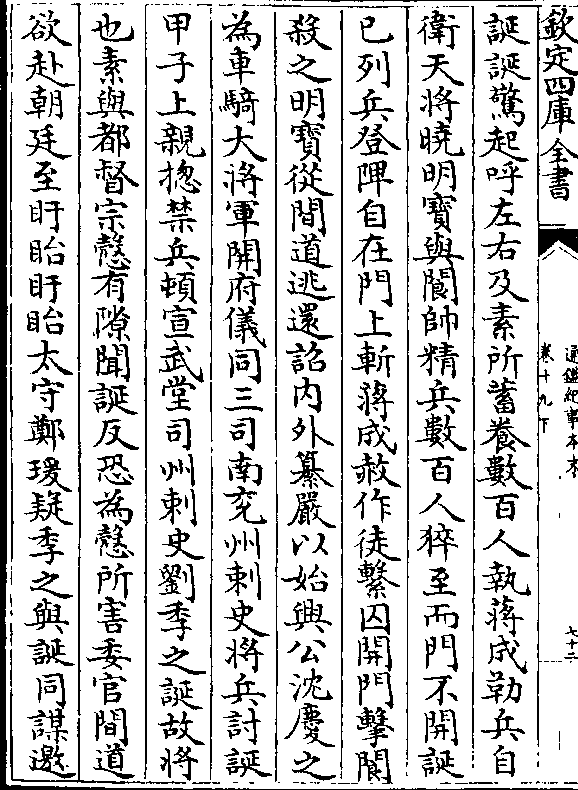 欽定四庫全書
通鑑紀事本末
卷十九下
七十二
誕誕驚起呼左右及素所蓄養數百人執蔣成勒兵自
衛天將曉明寶與閬帥精兵數百人猝至而門不開誕
已列兵登陴自在門上斬蔣成赦作徒繫囚開門擊閬
殺之明寶從間道逃還詔内外纂嚴以始興公沈慶之
為車騎大將軍開府儀同三司南兖州刺史將兵討誕
甲子上親揔禁兵頓宣武堂司州刺史劉季之誕故將
也素與都督宗慤有隙聞誕反恐為慤所害委官間道
欲赴朝廷至盱眙盱眙太守鄭瑗疑季之與誕同謀邀